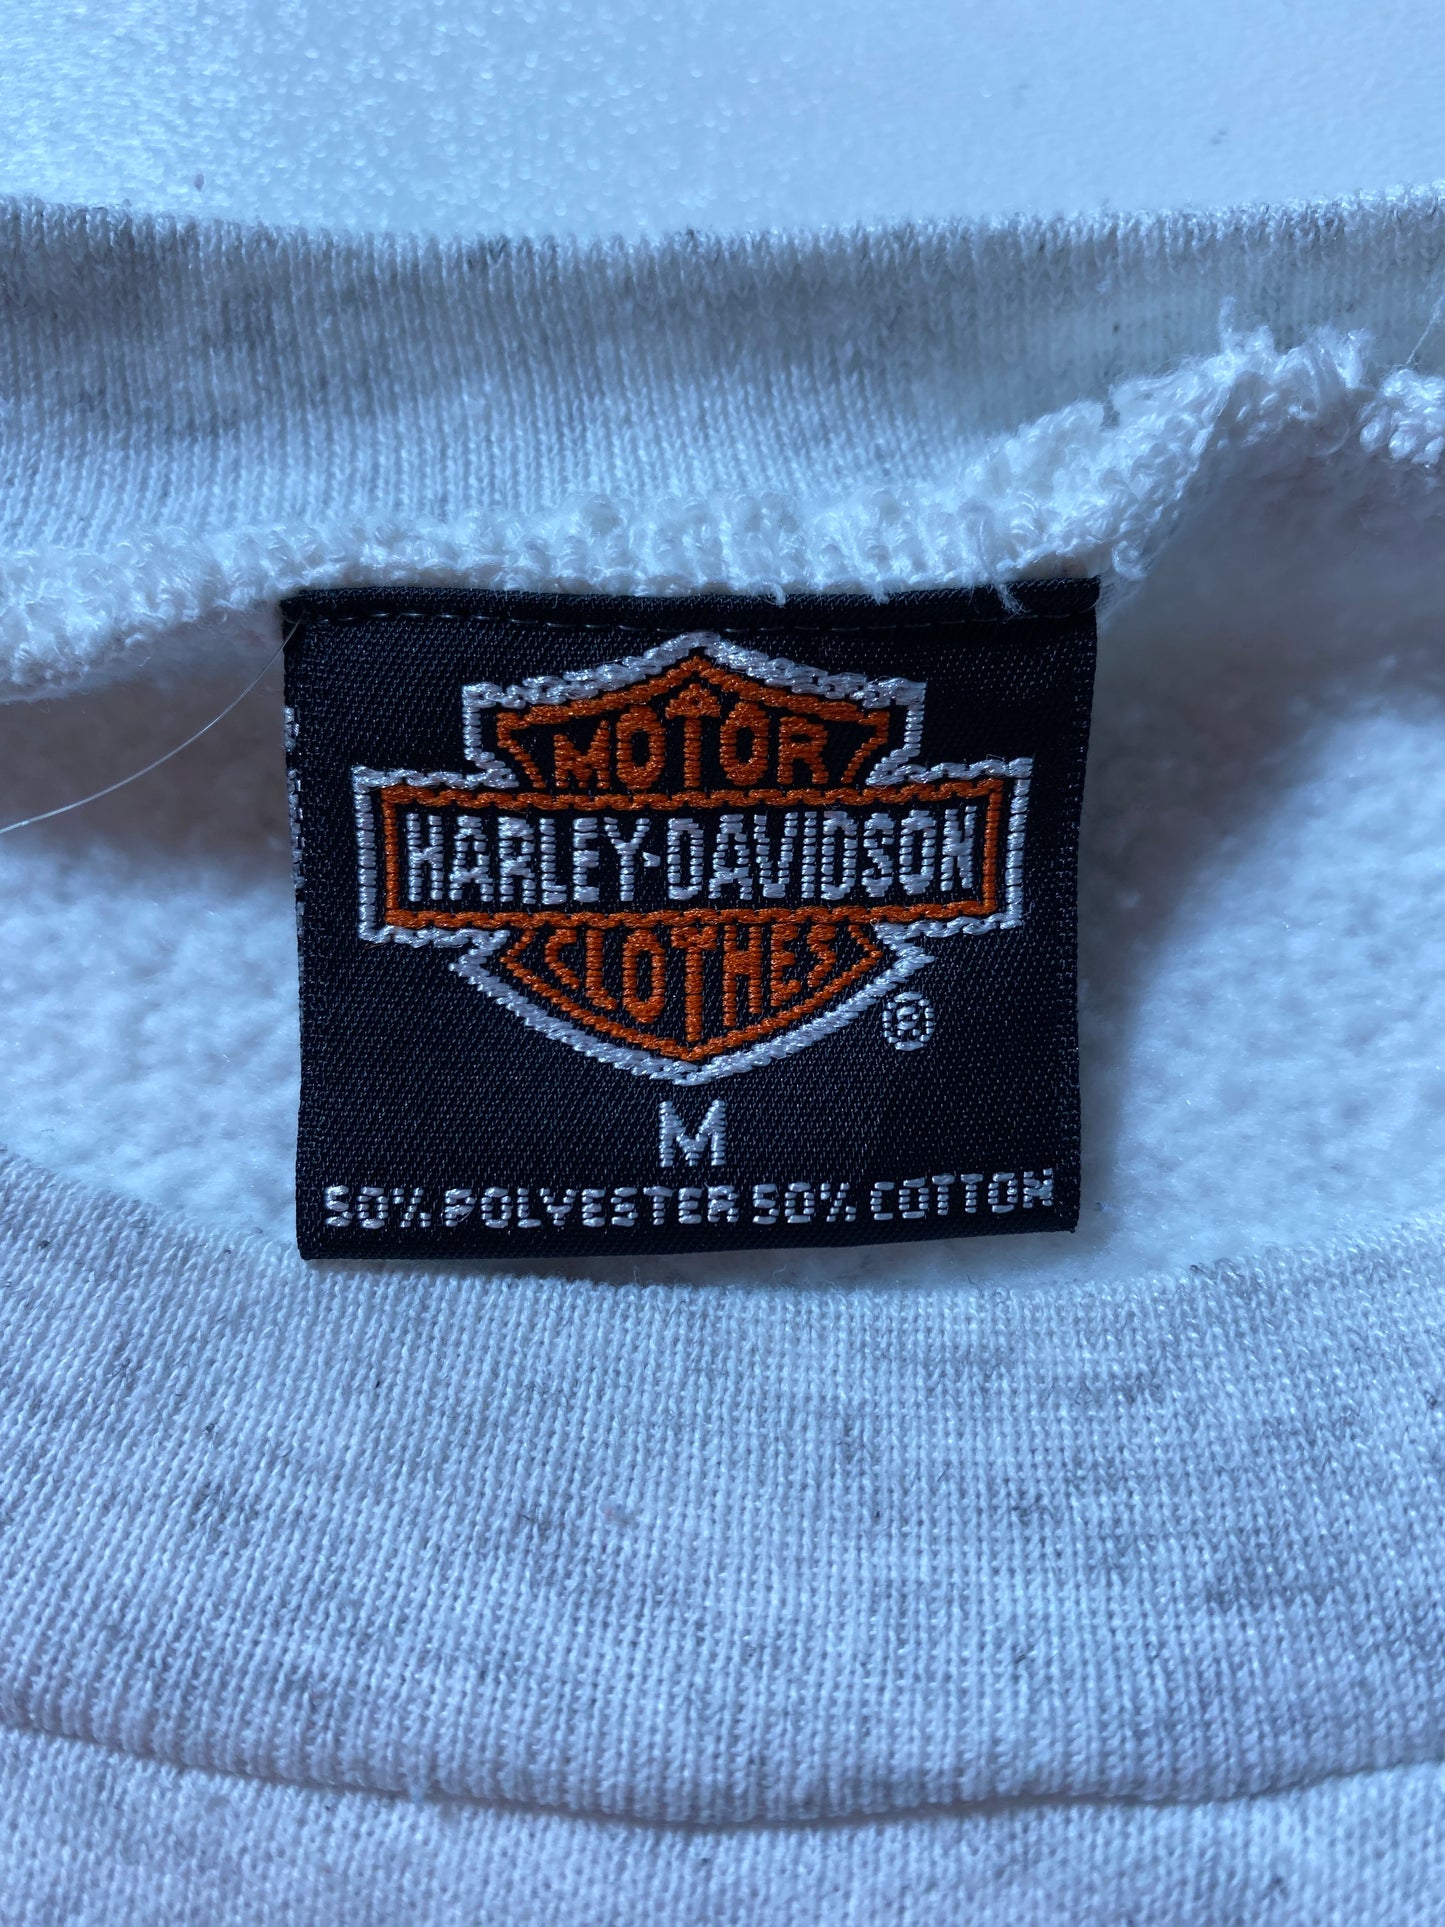 MOTOR
HARLEY-DAVIDSON
CLOTHES
®
M
50% POLYESTER 50% COTTON